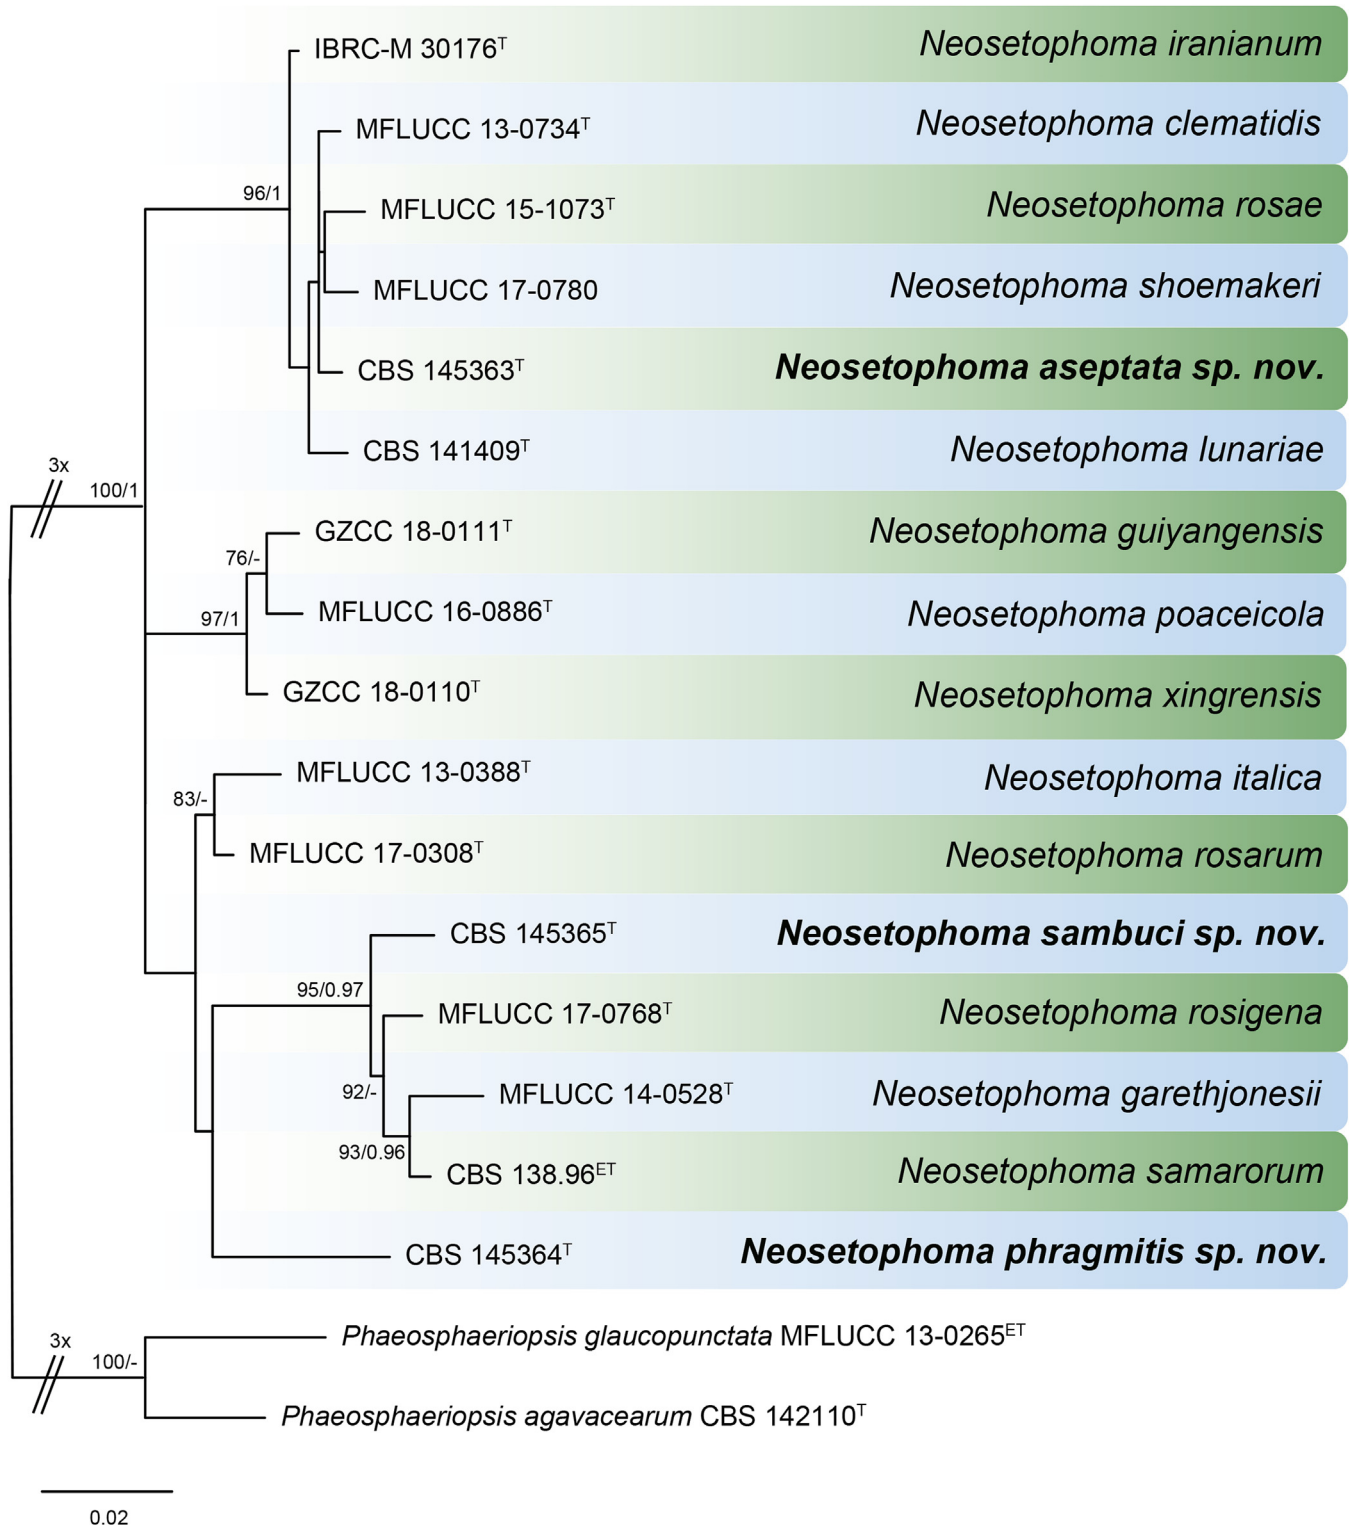 IBRC-M 30176T Neosetophoma iranianum
MFLUCC 13-0734T Neosetophoma clematidis
96/1
MFLUCC 15-1073T Neosetophoma rosae
MFLUCC 17-0780 Neosetophoma shoemakeri
CBS 145363T Neosetophoma aseptata sp. nov.
CBS 141409T Neosetophoma lunariae
3x
100/1
GZCC 18-0111T Neosetophoma guiyangensis
76/-
MFLUCC 16-0886T Neosetophoma poaceicola
97/1
GZCC 18-0110T Neosetophoma xingrensis
MFLUCC 13-0388T Neosetophoma italica
83/-
MFLUCC 17-0308T Neosetophoma rosarum
CBS 145365T Neosetophoma sambuci sp. nov.
95/0.97
MFLUCC 17-0768T Neosetophoma rosigena
92/-
MFLUCC 14-0528T Neosetophoma garethjonesii
93/0.96
CBS 138.96ET Neosetophoma samarorum
CBS 145364T Neosetophoma phragmitis sp. nov.
3x
Phaeosphaeriopsis glaucopunctata MFLUCC 13-0265ET
100/-
Phaeosphaeriopsis agavacearum CBS 142110T
0.02